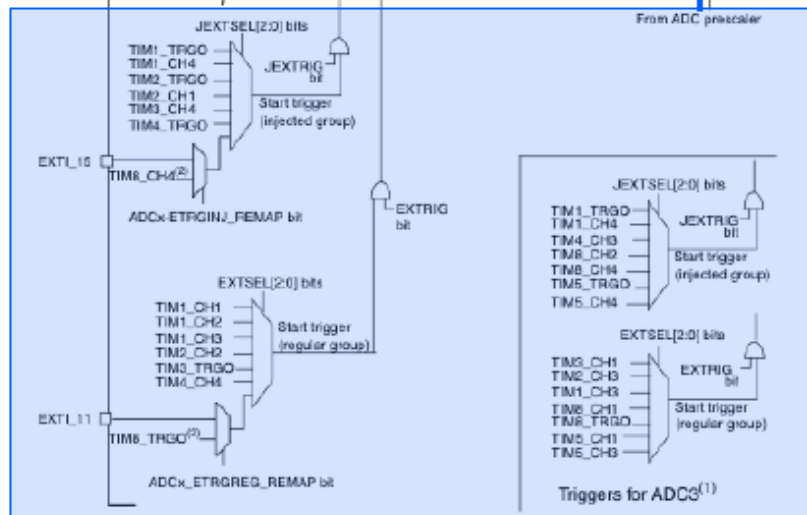 From ADC prescaler
JEXTSEL[2:0] bits
TIM1_TRGO
TIM1_CH4
TIM2_TRGO
TIM2_CH1
TIM3_CH4
TIM4_TRGO
JEXTRIG
bit
Start trigger
(injected group)
EXTI_15
TIM8_CH4(2)
ADCx-ETRGINJ_REMAP bit
EXTRIG
bit
EXTSEL[2:0] bits
TIM1_CH1
TIM1_CH2
TIM1_CH3
TIM2_CH2
TIM3_TRGO
TIM4_CH4
Start trigger
(regular group)
EXTI_11
TIM8_TRGO(2)
ADCx_ETRGREG_REMAP bit
JEXTSEL[2:0] bits
TIM1_TRGO
TIM1_CH4
TIM4_CH3
TIM8_CH2
TIM8_CH4
TIM5_TRGO
TIM5_CH4
JEXTRIG
bit
Start trigger
(injected group)
EXTSEL[2:0] bits
TIM3_CH1
TIM2_CH3
TIM1_CH3
TIM8_CH1
TIM8_TRGO
TIM5_CH1
TIM5_CH3
EXTRIG
bit
Start trigger
(regular group)
Triggers for ADC3(1)